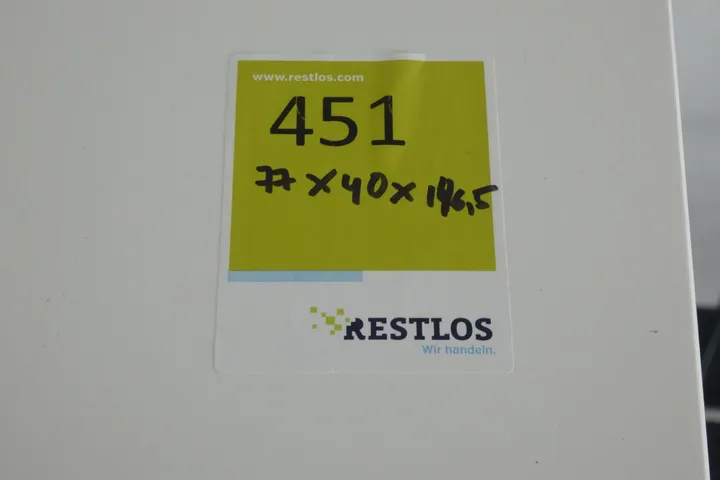 www.restlos.com
451
77 x 40 x 146,5
RESTLOS
Wir handeln.